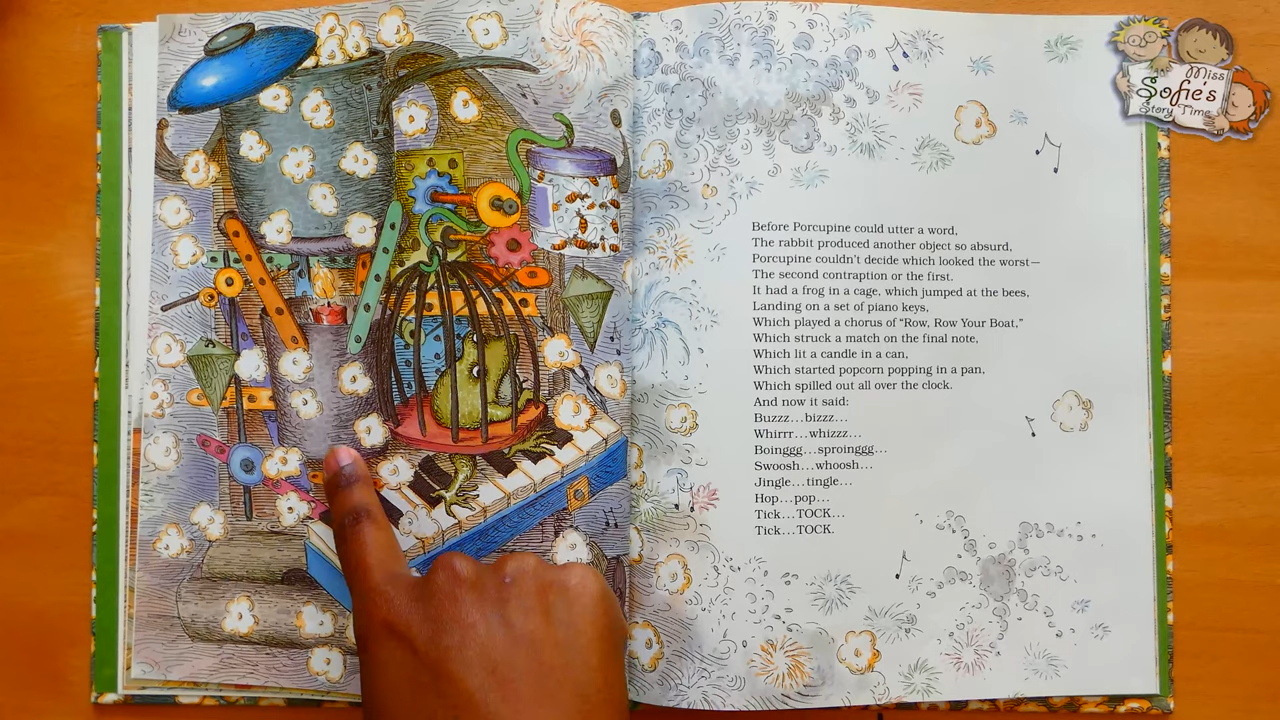 Miss
Sofie's
Story Time
Before Porcupine could utter a word,
The rabbit produced another object so absurd,
Porcupine couldn't decide which looked the worst—
The second contraption or the first.
It had a frog in a cage, which jumped at the bees,
Landing on a set of piano keys,
Which played a chorus of “Row, Row Your Boat,”
Which struck a match on the final note,
Which lit a candle in a can,
Which started popcorn popping in a pan,
Which spilled out all over the clock.
And now it said:
Buzzz...bizzz...
Whirrr...whizzz...
Boinggg...sproinggg...
Swoosh...whoosh...
Jingle...tingle...
Hop...pop...
Tick...TOCK...
Tick...TOCK.